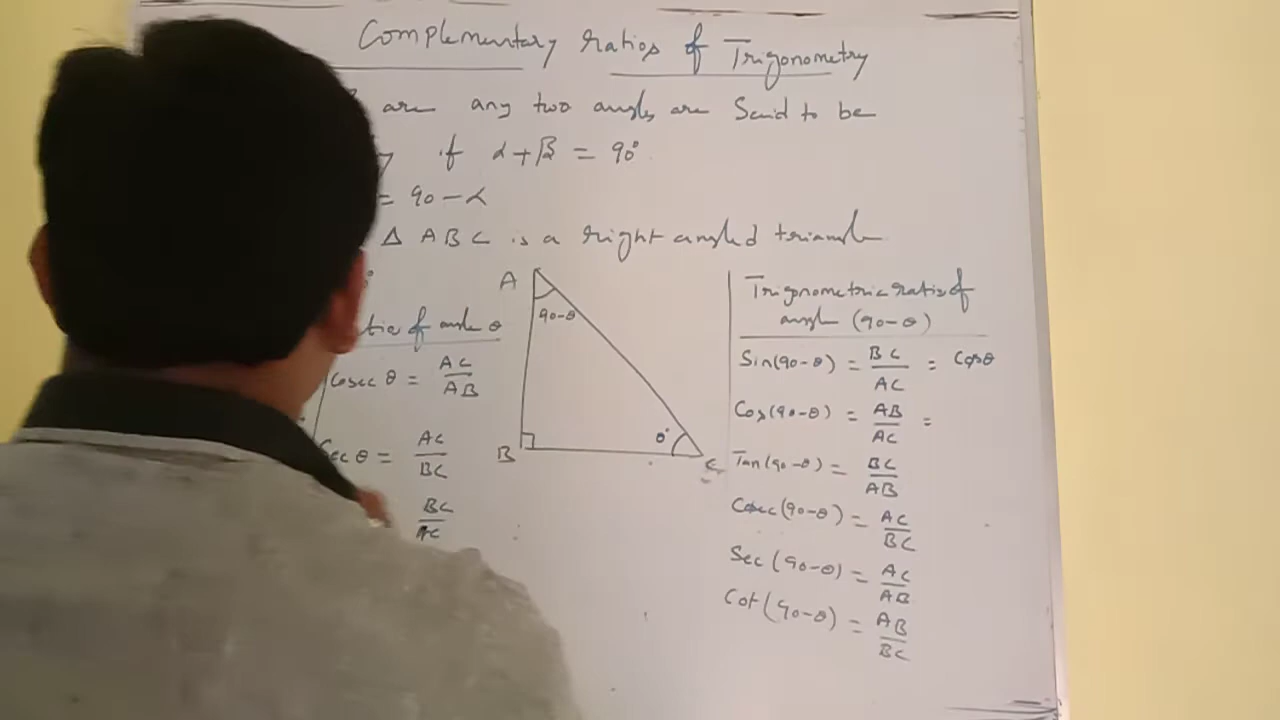 Complementary ratios of Trigonometry
are any two angles are Said to be
if α+β = 90°
= 90-α
Δ ABC is a right angled triangle
of angle θ
Cosec θ = AC/AB
Sec θ = AC/BC
BC
A
90-θ
B
θ°
C
Trigonometric ratios of
angle (90-θ)
Sin(90-θ) = BC/AC = Cosθ
Cos(90-θ) = AB/AC =
Tan(90-θ) = BC/AB
Cosec(90-θ) = AC/BC
Sec(90-θ) = AC/AB
Cot(90-θ) = AB/BC